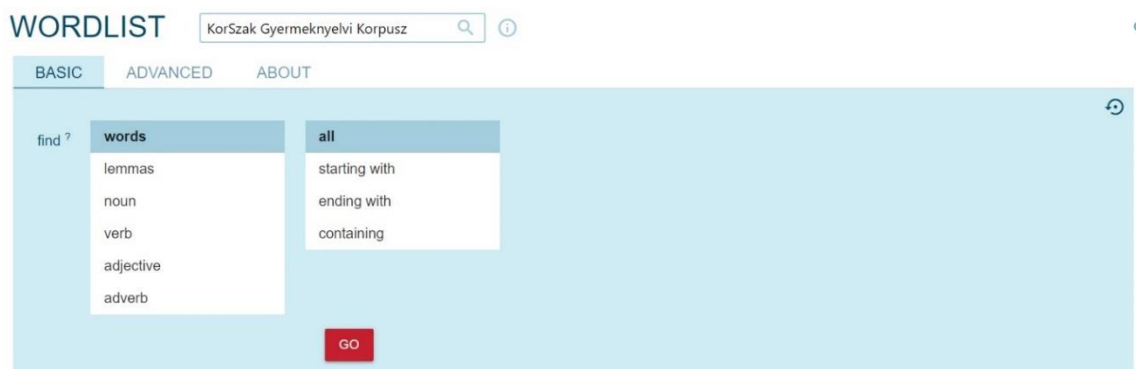 WORDLIST KorSzak Gyermeknyelvi Korpusz
BASIC ADVANCED ABOUT
find ? words all
lemmas starting with
noun ending with
verb containing
adjective
adverb
GO